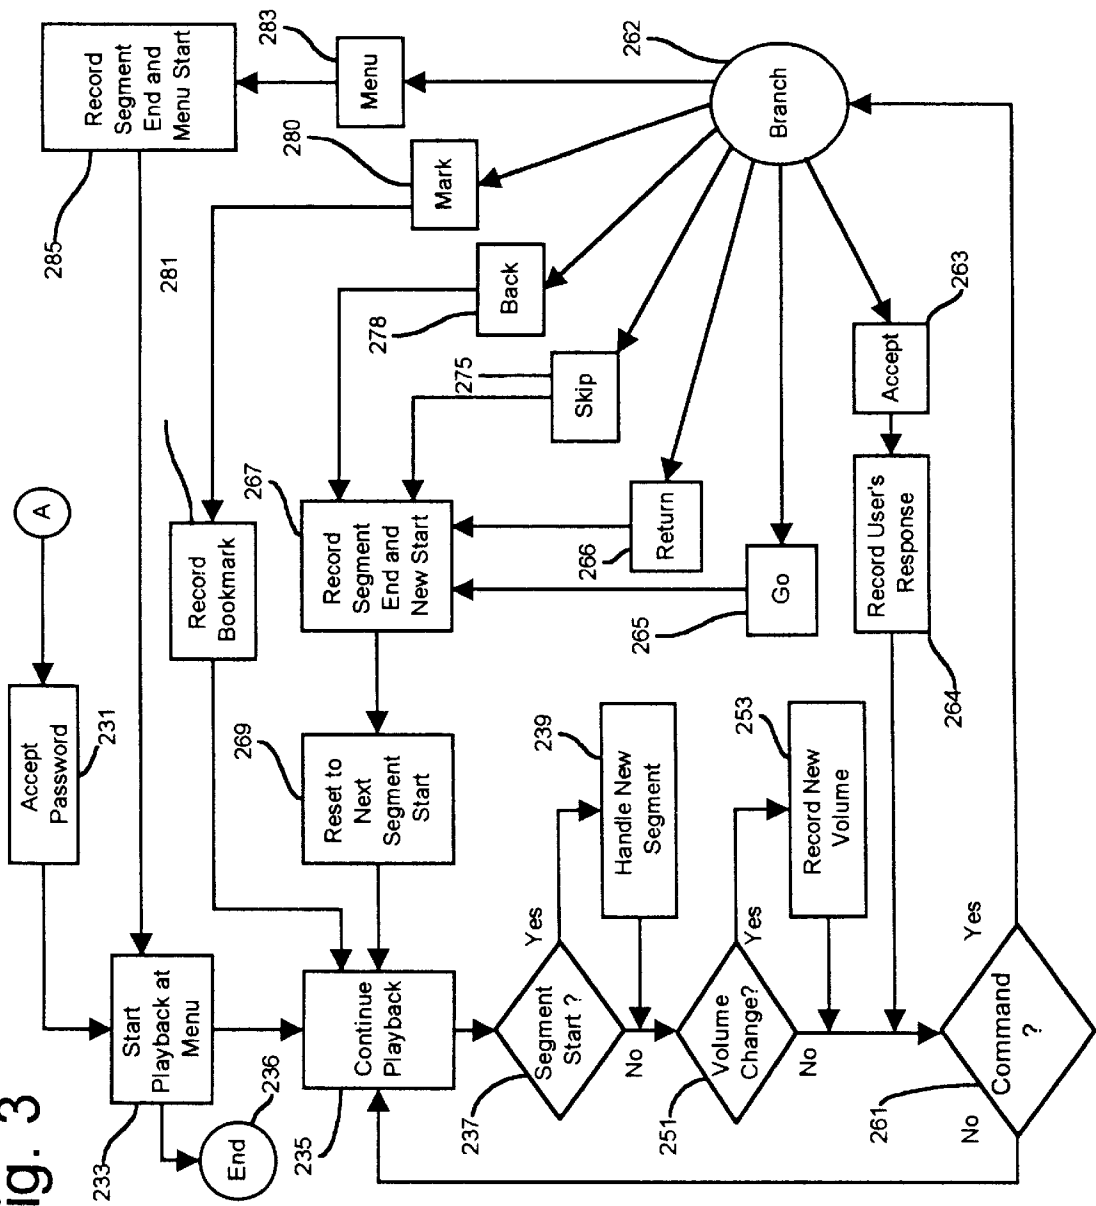 ig. 3
A
Accept
Password
231
Start
Playback at
Menu
233
End
236
Record
Segment
End and
Menu Start
285
281
Record
Bookmark
Continue
Playback
235
Reset to
Next
Segment
Start
269
Record
Segment
End and
New Start
267
Menu
283
Mark
280
Back
278
Skip
275
Return
266
Go
265
Branch
262
Accept
263
Record User's
Response
264
Segment
Start ?
237
Yes
No
Handle New
Segment
239
Volume
Change?
251
Yes
No
Record New
Volume
253
Command
?
261
Yes
No